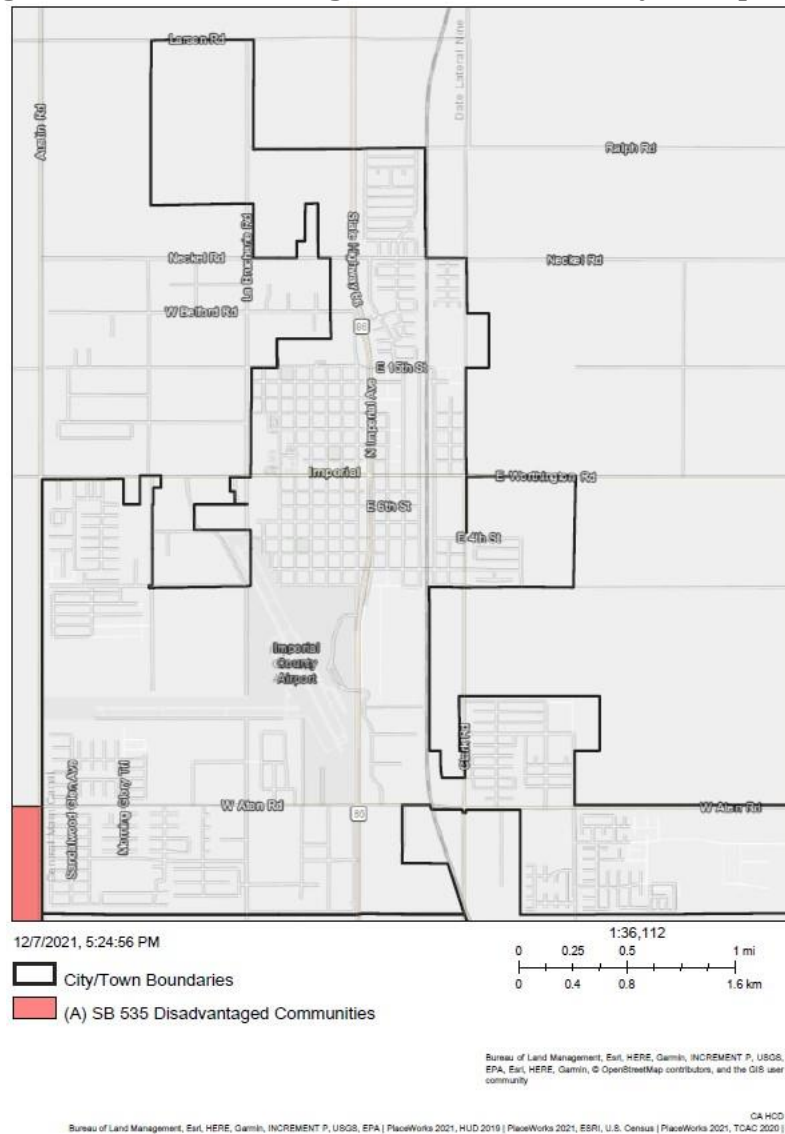 Larsen Rd
Date Lateral Nine
Austin Rd
Ralph Rd
La Brucherie Rd
State Highway 86
Neckel Rd
Neckel Rd
W Belford Rd
86
E 15th St
N Imperial Ave
Imperial
E Worthington Rd
E 6th St
E 4th St
Imperial
County
Airport
Clark Rd
Sandalwood Glen Ave
Morning Glory Trl
W Aten Rd
80
W Aten Rd
12/7/2021, 5:24:56 PM
City/Town Boundaries
(A) SB 535 Disadvantaged Communities
1:36,112
0 0.25 0.5 1 mi
0 0.4 0.8 1.6 km
Bureau of Land Management, Esri, HERE, Garmin, INCREMENT P, USGS,
EPA, Esri, HERE, Garmin, © OpenStreetMap contributors, and the GIS user
community
CA HCD
Bureau of Land Management, Esri, HERE, Garmin, INCREMENT P, USGS, EPA | PlaceWorks 2021, HUD 2019 | PlaceWorks 2021, ESRI, U.S. Census | PlaceWorks 2021, TCAC 2020 |